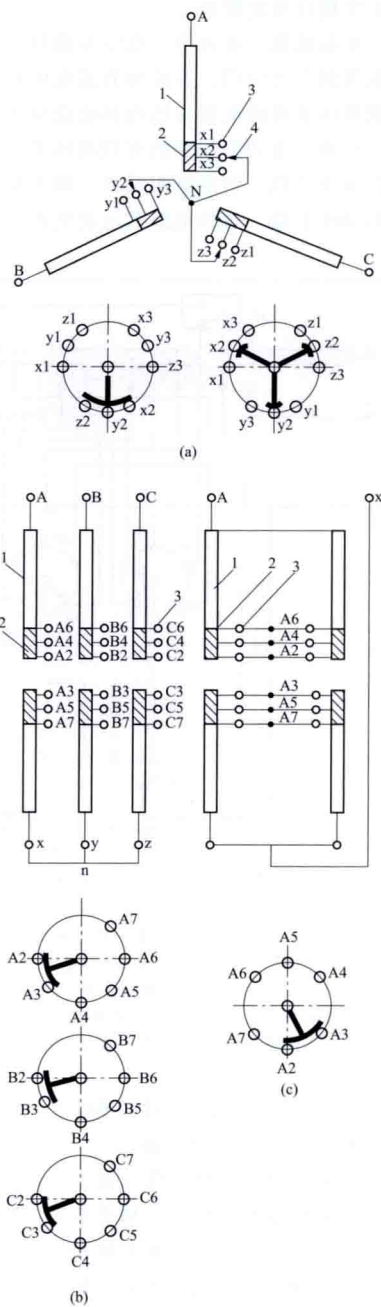 A
1
3
2
x1
x2
x3
4
y2
y3
y1
N
z3
z2
z1
B
C
z1
x3
y1
y3
x1
z3
z2
y2
x2
x3
z1
x2
z2
x1
z3
y3
y2
y1
(a)
A
B
C
A
x
1
3
1
2
3
2
A6
B6
C6
A6
A4
B4
C4
A4
A2
B2
C2
A2
A3
B3
C3
A3
A5
B5
C5
A5
A7
B7
C7
A7
x
y
z
n
A7
A2
A6
A3
A5
A4
A5
A6
A4
A7
A3
A2
(c)
B7
B2
B6
B3
B5
B4
C7
C2
C6
C3
C5
C4
(b)